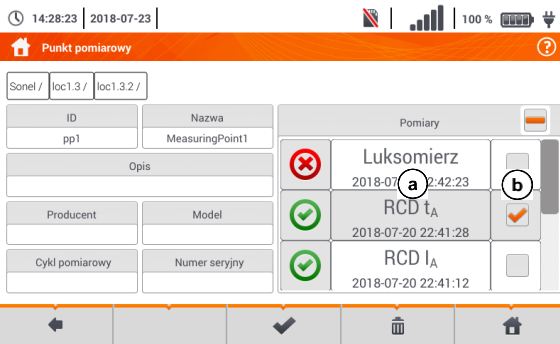 14:28:23 2018-07-23 100 %
Punkt pomiarowy ?
Sonel / loc1.3 / loc1.3.2 /
ID Nazwa Pomiary
pp1 MeasuringPoint1
Opis
Producent Model
Cykl pomiarowy Numer seryjny
Luksomierz
2018-07 2:42:23
a b
RCD tA
2018-07-20 22:41:28
RCD IA
2018-07-20 22:41:12